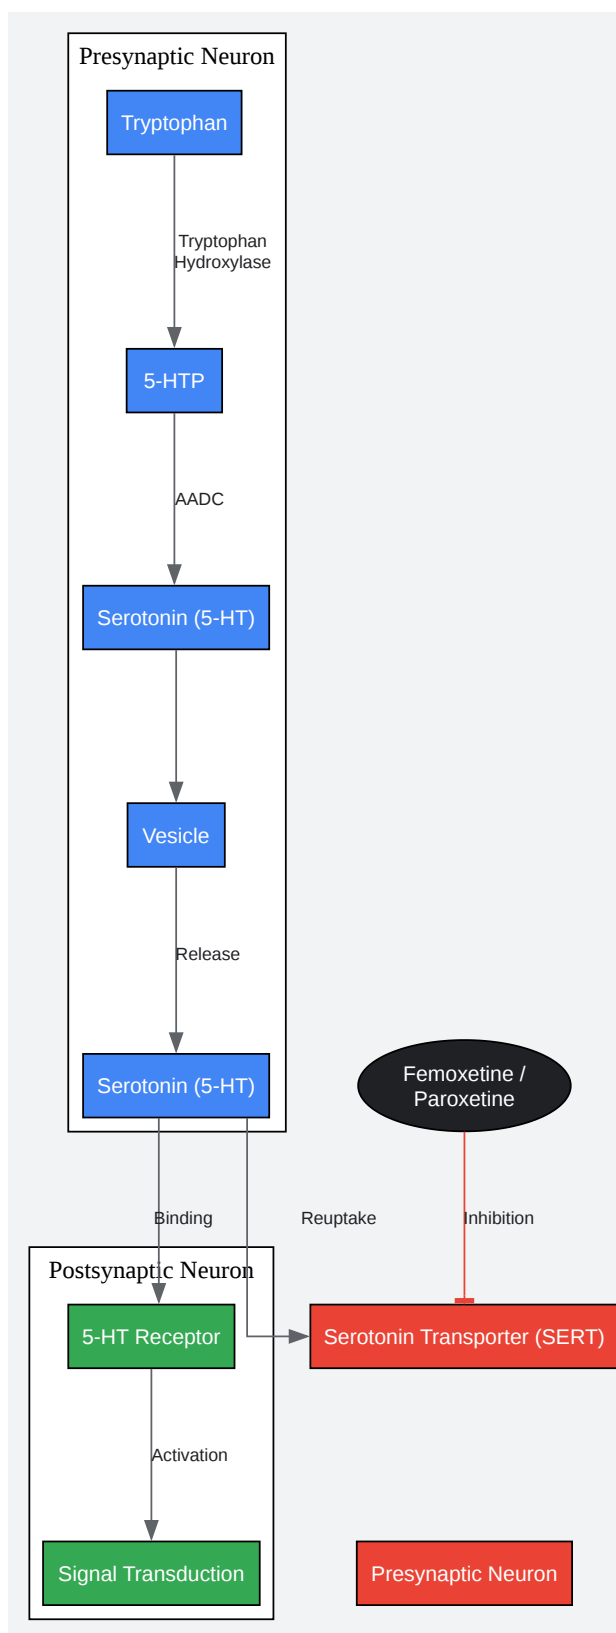 Presynaptic Neuron
Tryptophan
Tryptophan
Hydroxylase
5-HTP
AADC
Serotonin (5-HT)
Vesicle
Release
Serotonin (5-HT)
Femoxetine /
Paroxetine
Binding
Reuptake
Inhibition
Postsynaptic Neuron
5-HT Receptor
Serotonin Transporter (SERT)
Activation
Signal Transduction
Presynaptic Neuron